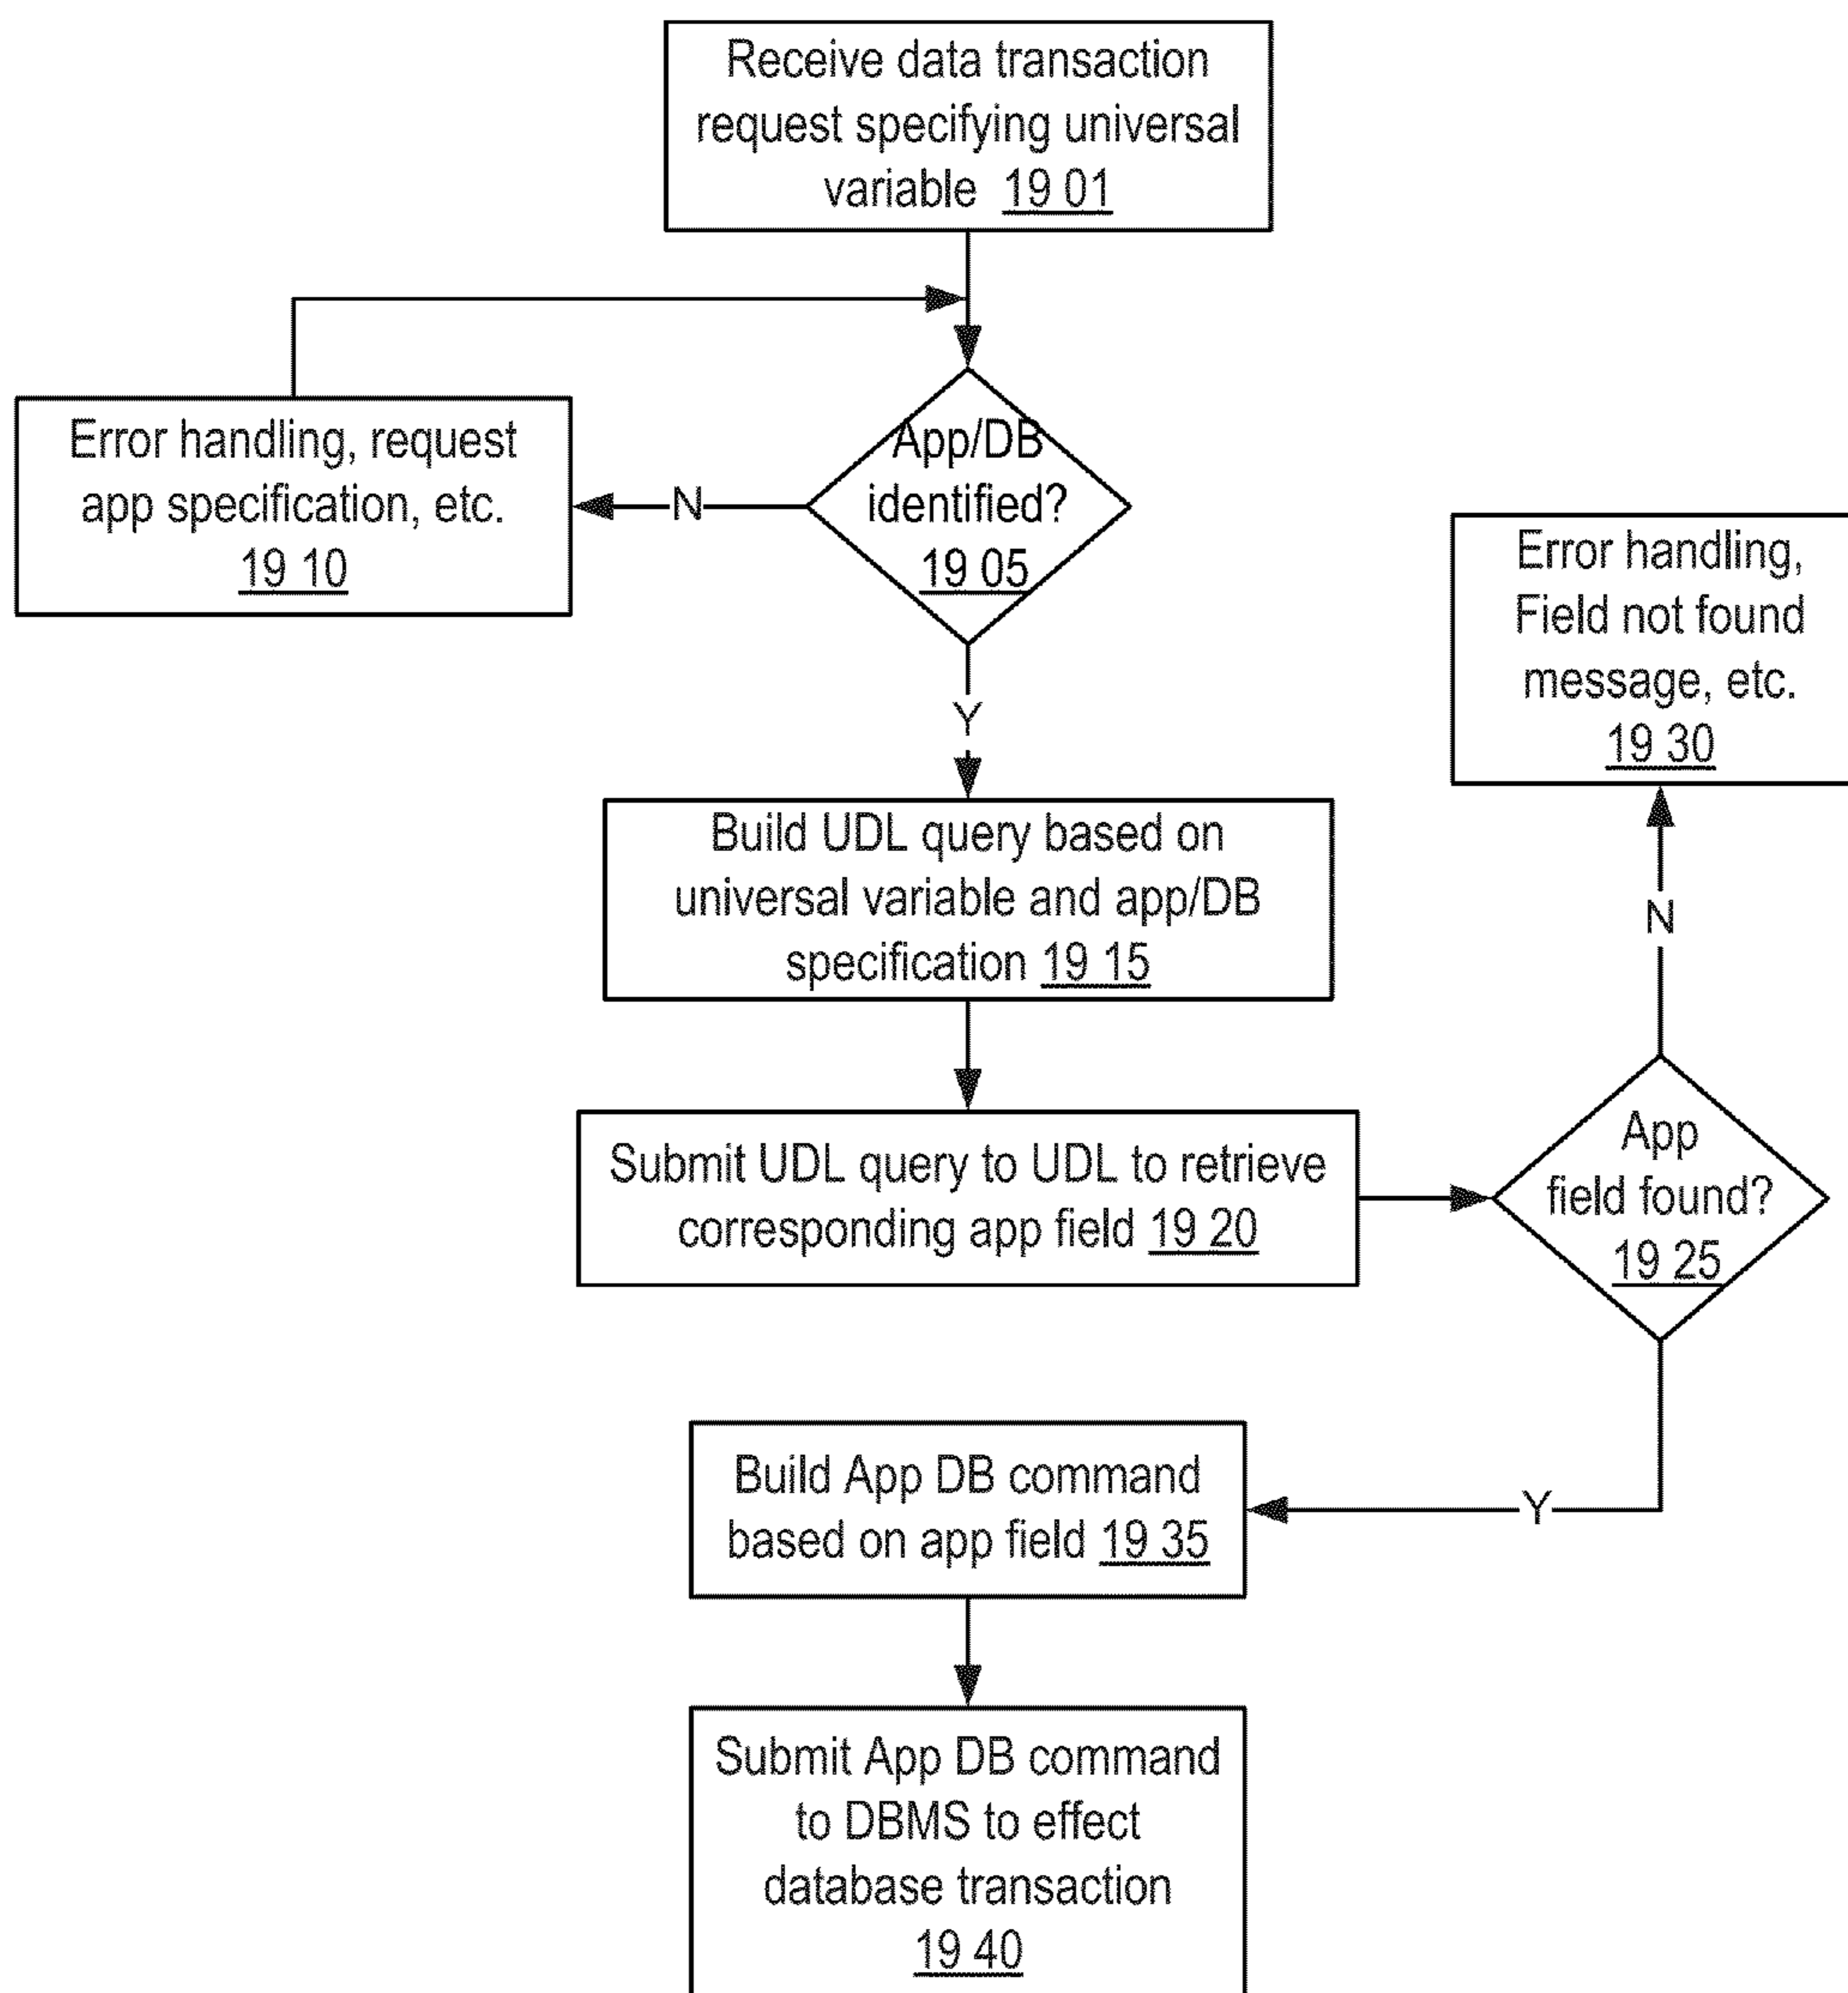 Receive data transaction
request specifying universal
variable 19 01
Error handling, request
app specification, etc.
19 10
N
App/DB
identified?
19 05
Y
Error handling,
Field not found
message, etc.
19 30
N
Build UDL query based on
universal variable and app/DB
specification 19 15
Submit UDL query to UDL to retrieve
corresponding app field 19 20
App
field found?
19 25
Y
Build App DB command
based on app field 19 35
Submit App DB command
to DBMS to effect
database transaction
19 40